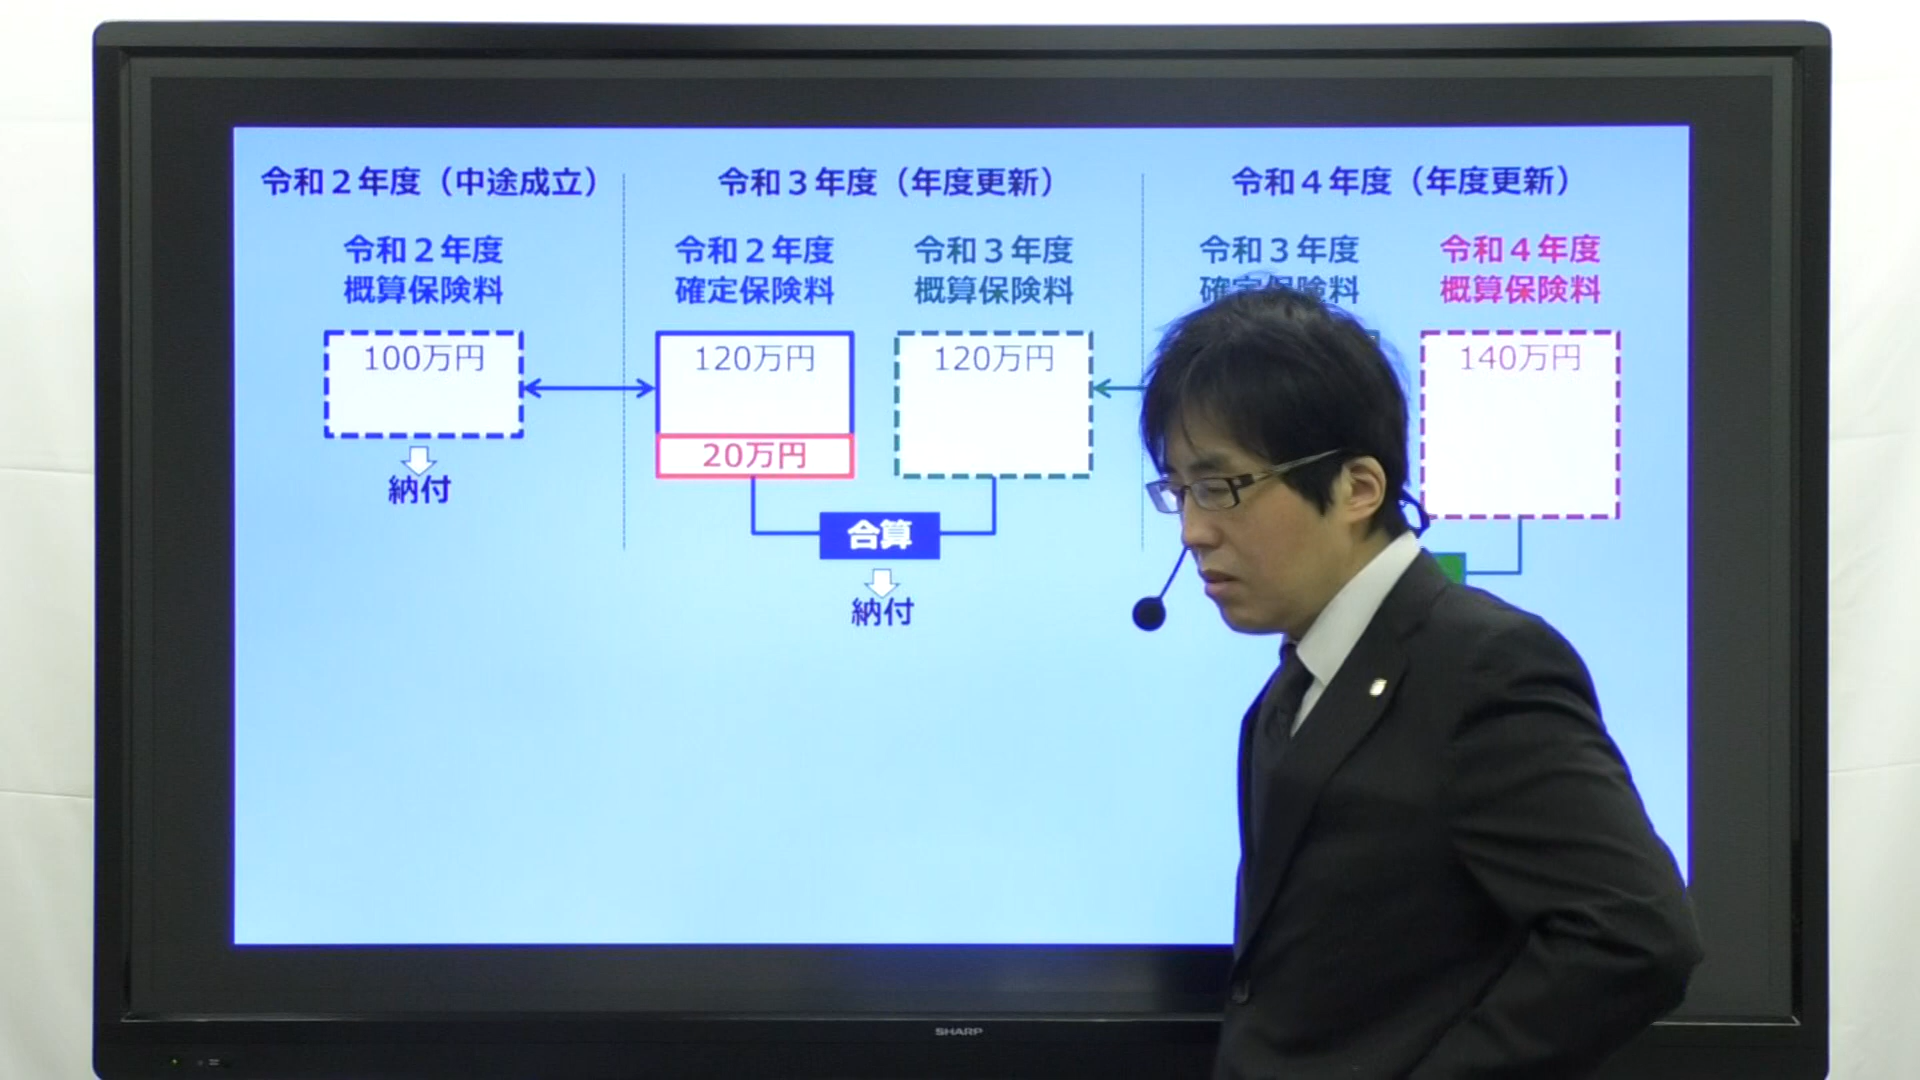 令和２年度（中途成立）
令和３年度（年度更新）
令和４年度（年度更新）
令和２年度
概算保険料
令和２年度
確定保険料
令和３年度
概算保険料
令和３年度
確定保険料
令和４年度
概算保険料
100万円
120万円
120万円
140万円
20万円
納付
合算
納付
SHARP